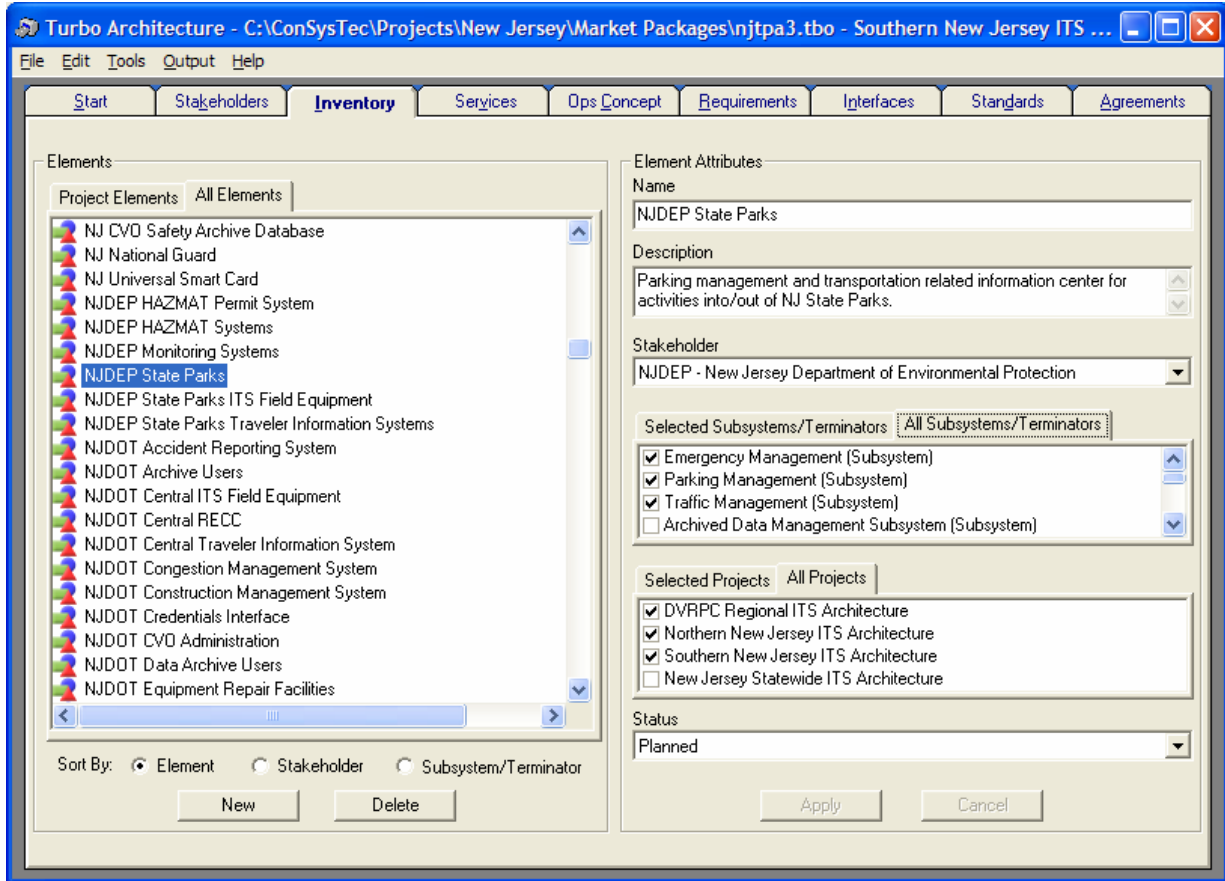 Turbo Architecture - C:\ConSysTec\Projects\New Jersey\Market Packages\njtpa3.tbo - Southern New Jersey ITS ...
File Edit Tools Output Help
Start Stakeholders Inventory Services Ops Concept Requirements Interfaces Standards Agreements
Elements
Project Elements All Elements
NJ CVO Safety Archive Database
NJ National Guard
NJ Universal Smart Card
NJDEP HAZMAT Permit System
NJDEP HAZMAT Systems
NJDEP Monitoring Systems
NJDEP State Parks
NJDEP State Parks ITS Field Equipment
NJDEP State Parks Traveler Information Systems
NJDOT Accident Reporting System
NJDOT Archive Users
NJDOT Central ITS Field Equipment
NJDOT Central RECC
NJDOT Central Traveler Information System
NJDOT Congestion Management System
NJDOT Construction Management System
NJDOT Credentials Interface
NJDOT CVO Administration
NJDOT Data Archive Users
NJDOT Equipment Repair Facilities
Sort By: Element Stakeholder Subsystem/Terminator
New Delete
Element Attributes
Name
NJDEP State Parks
Description
Parking management and transportation related information center for
activities into/out of NJ State Parks.
Stakeholder
NJDEP - New Jersey Department of Environmental Protection
Selected Subsystems/Terminators All Subsystems/Terminators
Emergency Management (Subsystem)
Parking Management (Subsystem)
Traffic Management (Subsystem)
Archived Data Management Subsystem (Subsystem)
Selected Projects All Projects
DVRPC Regional ITS Architecture
Northern New Jersey ITS Architecture
Southern New Jersey ITS Architecture
New Jersey Statewide ITS Architecture
Status
Planned
Apply Cancel